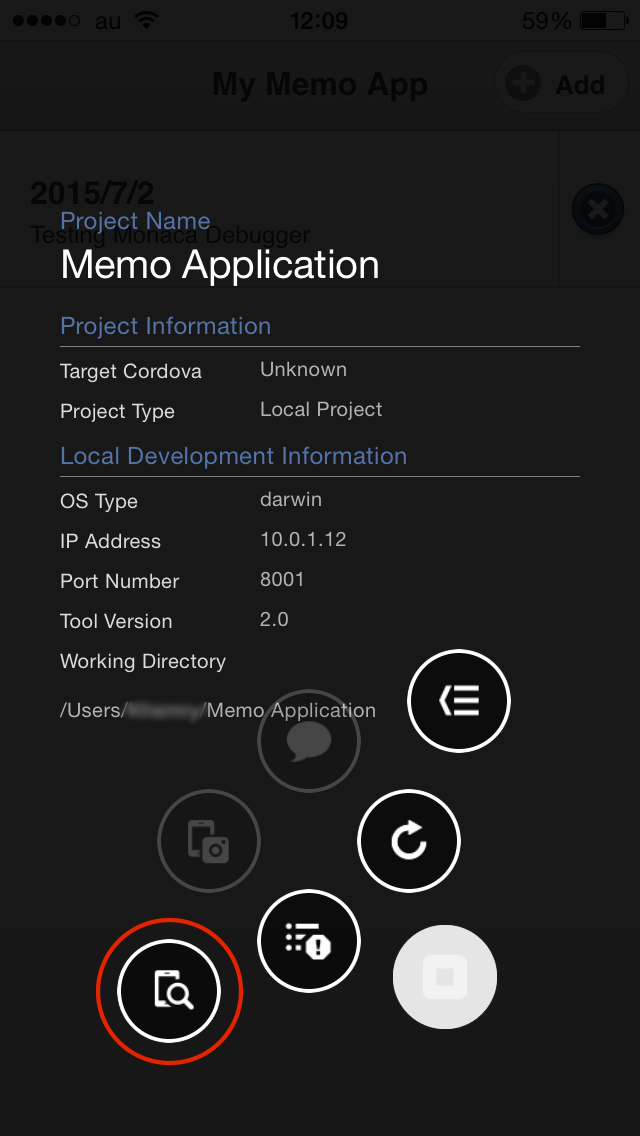 au 12:09 59%
My Memo App Add
2015/7/2
Testing Monaca Debugger
Project Name
Memo Application
Project Information
Target Cordova Unknown
Project Type Local Project
Local Development Information
OS Type darwin
IP Address 10.0.1.12
Port Number 8001
Tool Version 2.0
Working Directory
/Users/ /Memo Application